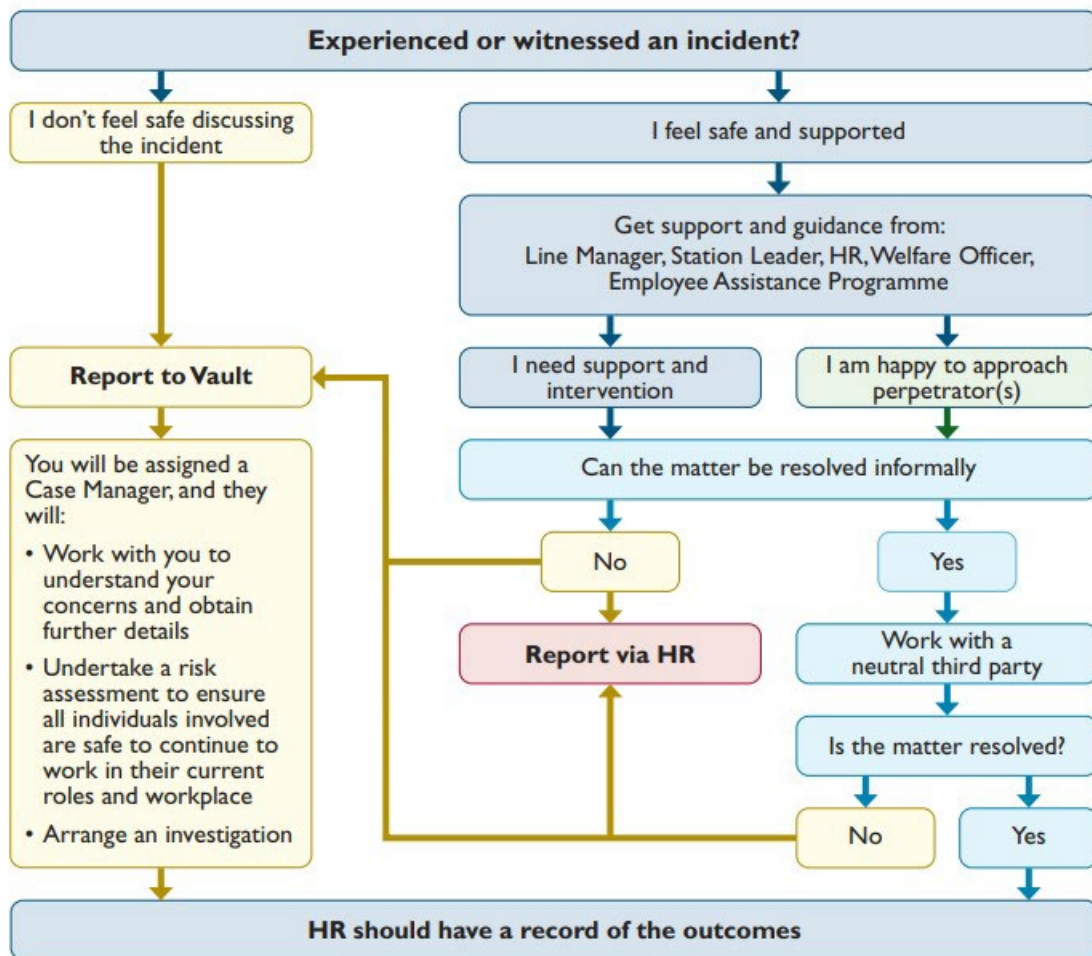 Experienced or witnessed an incident?
I don't feel safe discussing
the incident
I feel safe and supported
Get support and guidance from:
Line Manager, Station Leader, HR, Welfare Officer,
Employee Assistance Programme
Report to Vault
I need support and
intervention
I am happy to approach
perpetrator(s)
You will be assigned a
Case Manager, and they
will:
• Work with you to
understand your
concerns and obtain
further details
• Undertake a risk
assessment to ensure
all individuals involved
are safe to continue to
work in their current
roles and workplace
• Arrange an investigation
Can the matter be resolved informally
No
Yes
Report via HR
Work with a
neutral third party
Is the matter resolved?
No
Yes
HR should have a record of the outcomes